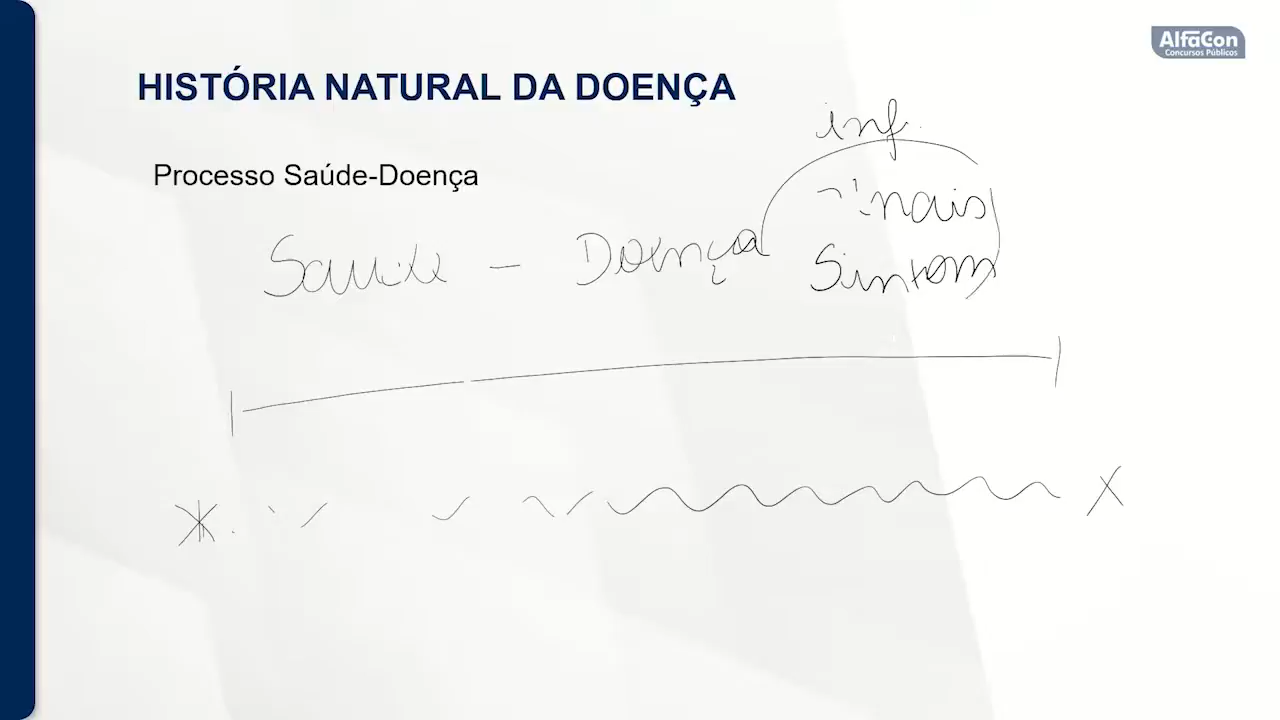 AlfaCon
Concursos Públicos
HISTÓRIA NATURAL DA DOENÇA
inf.
Processo Saúde-Doença
Sinais
Saúde - Doença
Sintom